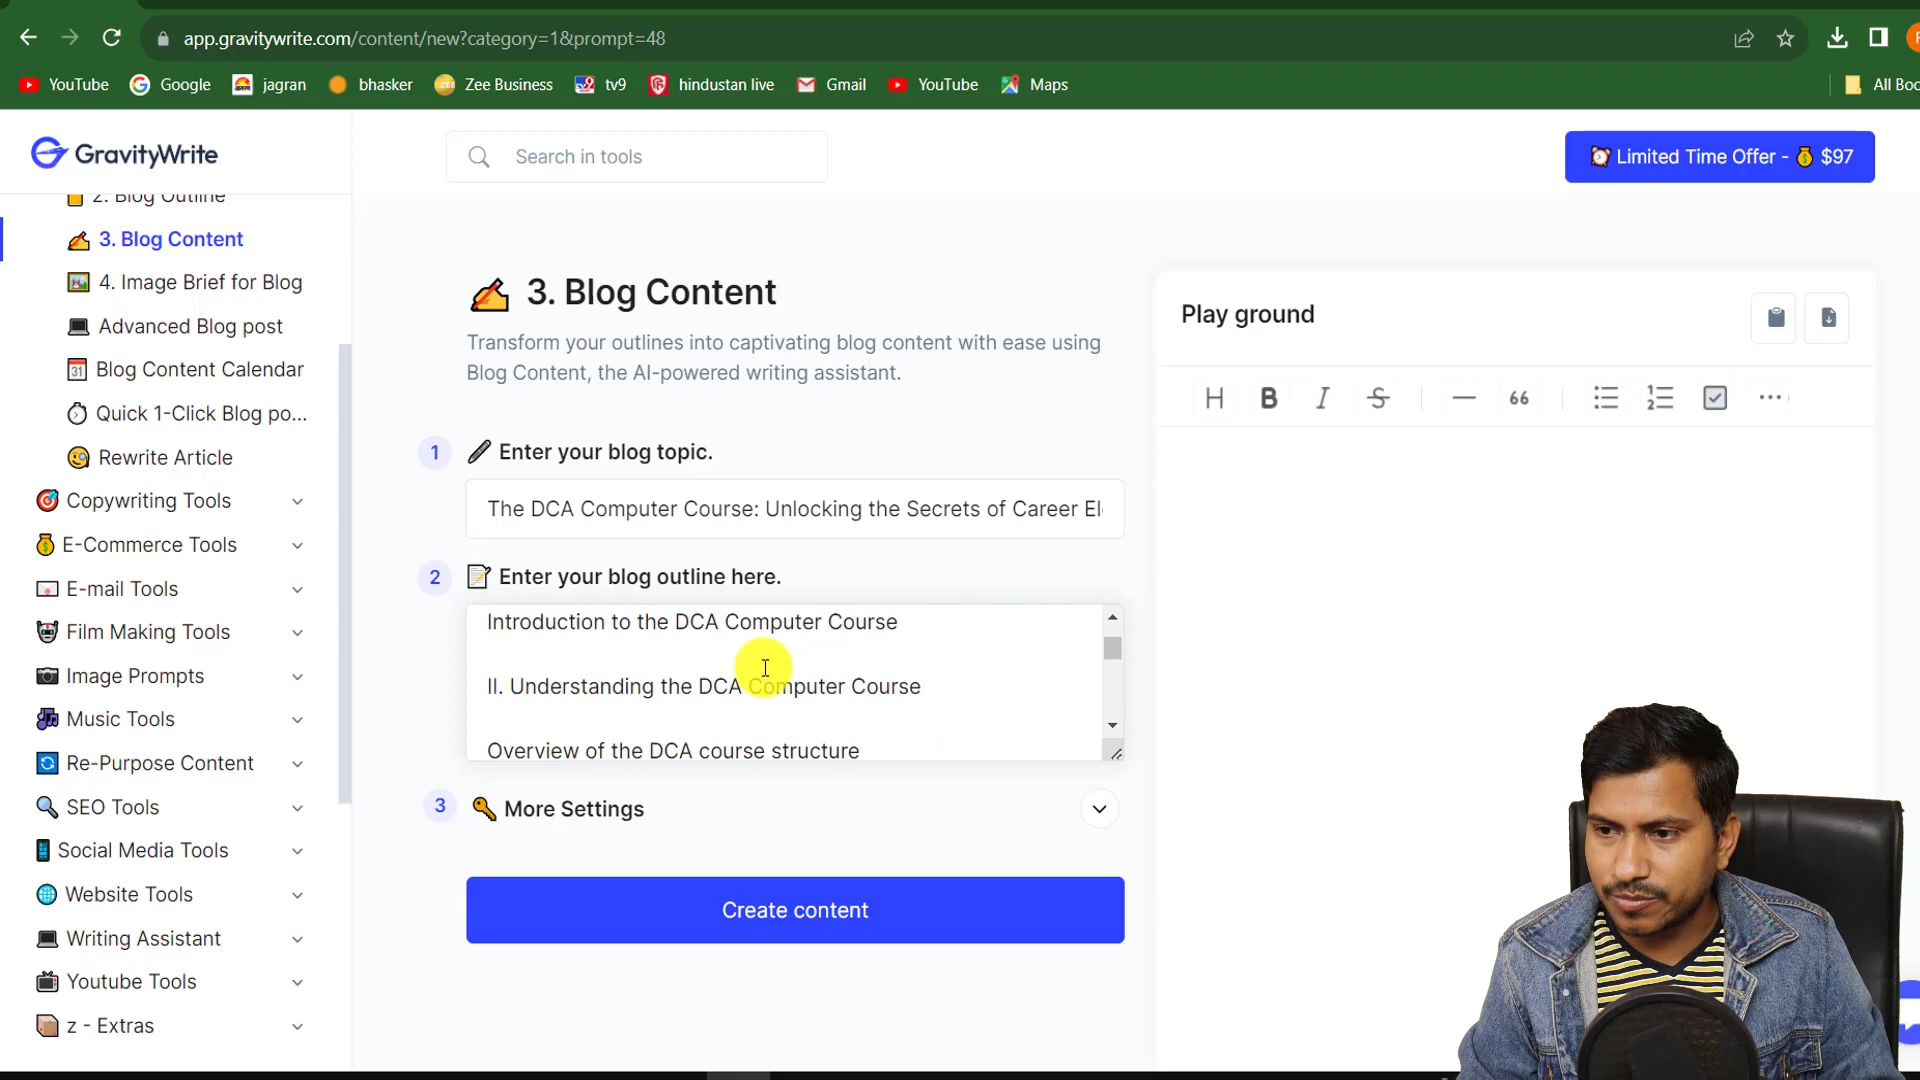 app.gravitywrite.com/content/new?category=1&prompt=48
YouTube
Google
jagran
bhasker
Zee Business
tv9
hindustan live
Gmail
YouTube
Maps
All Boo
GravityWrite
Search in tools
Limited Time Offer - $97
2. Blog Outline
3. Blog Content
4. Image Brief for Blog
Advanced Blog post
Blog Content Calendar
Quick 1-Click Blog po...
Rewrite Article
Copywriting Tools
E-Commerce Tools
E-mail Tools
Film Making Tools
Image Prompts
Music Tools
Re-Purpose Content
SEO Tools
Social Media Tools
Website Tools
Writing Assistant
Youtube Tools
z - Extras
3. Blog Content
Transform your outlines into captivating blog content with ease using
Blog Content, the AI-powered writing assistant.
1 Enter your blog topic.
The DCA Computer Course: Unlocking the Secrets of Career El
2 Enter your blog outline here.
Introduction to the DCA Computer Course
II. Understanding the DCA Computer Course
Overview of the DCA course structure
3 More Settings
Create content
Play ground
H B I S 66